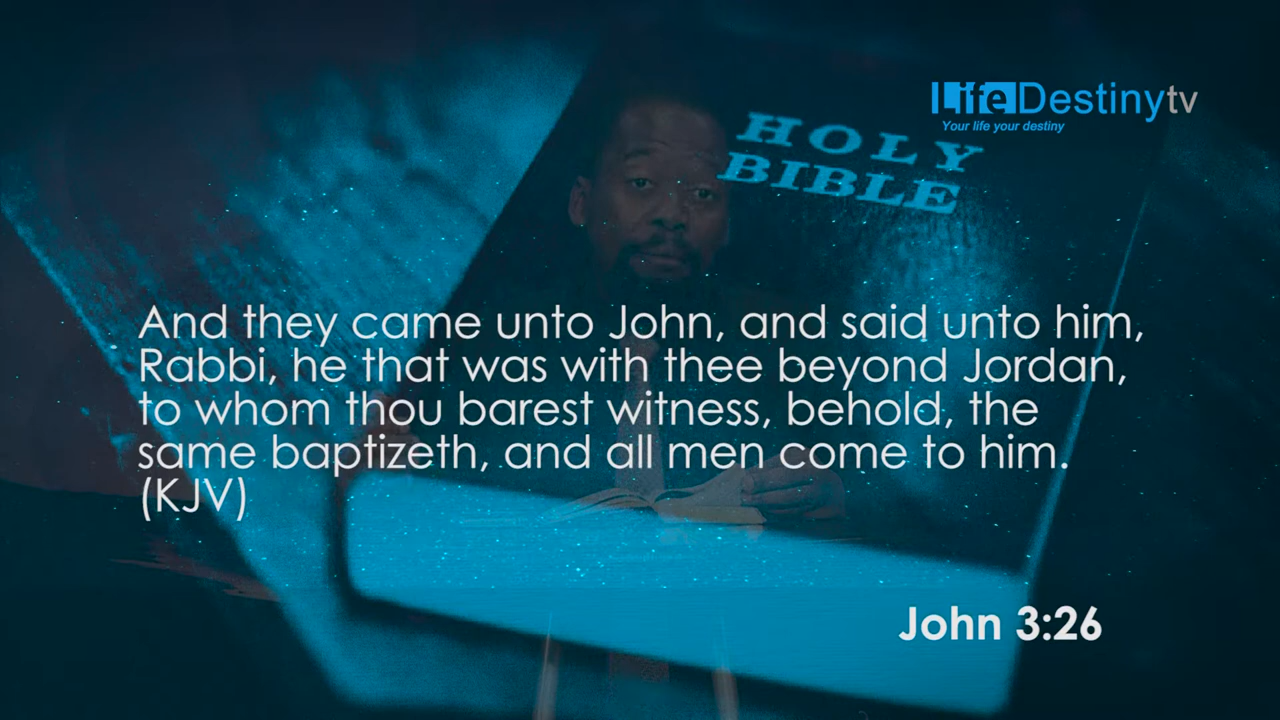 LifeDestinytv
Your life your destiny
HOLY
BIBLE
And they came unto John, and said unto him,
Rabbi, he that was with thee beyond Jordan,
to whom thou barest witness, behold, the
same baptizeth, and all men come to him.
(KJV)
John 3:26